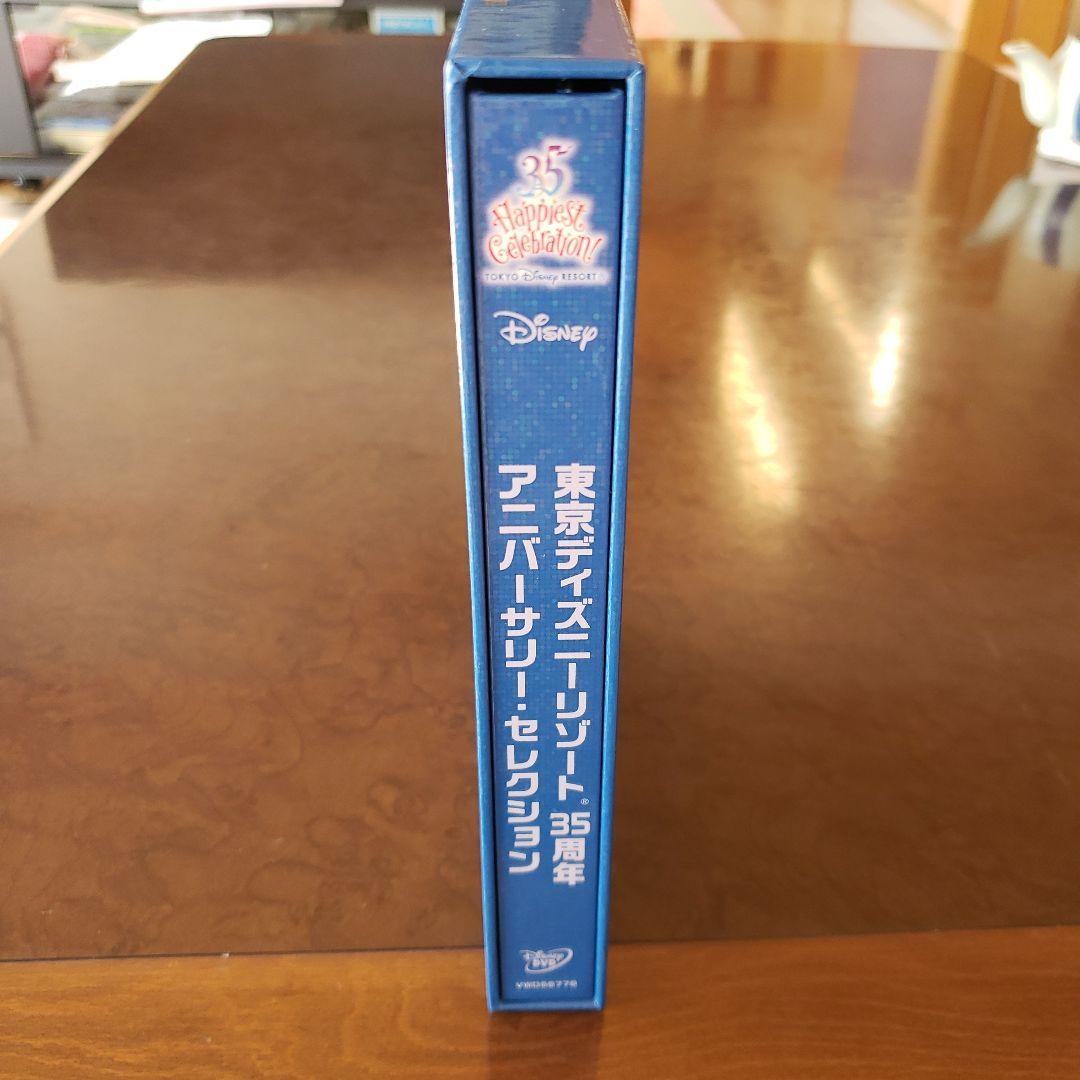 35
Happiest
Celebration!
TOKYO Disney RESORT®
Disney
東京ディズニーリゾート® 35周年
アニバーサリー・セレクション
Disney
DVD
VWDS6778